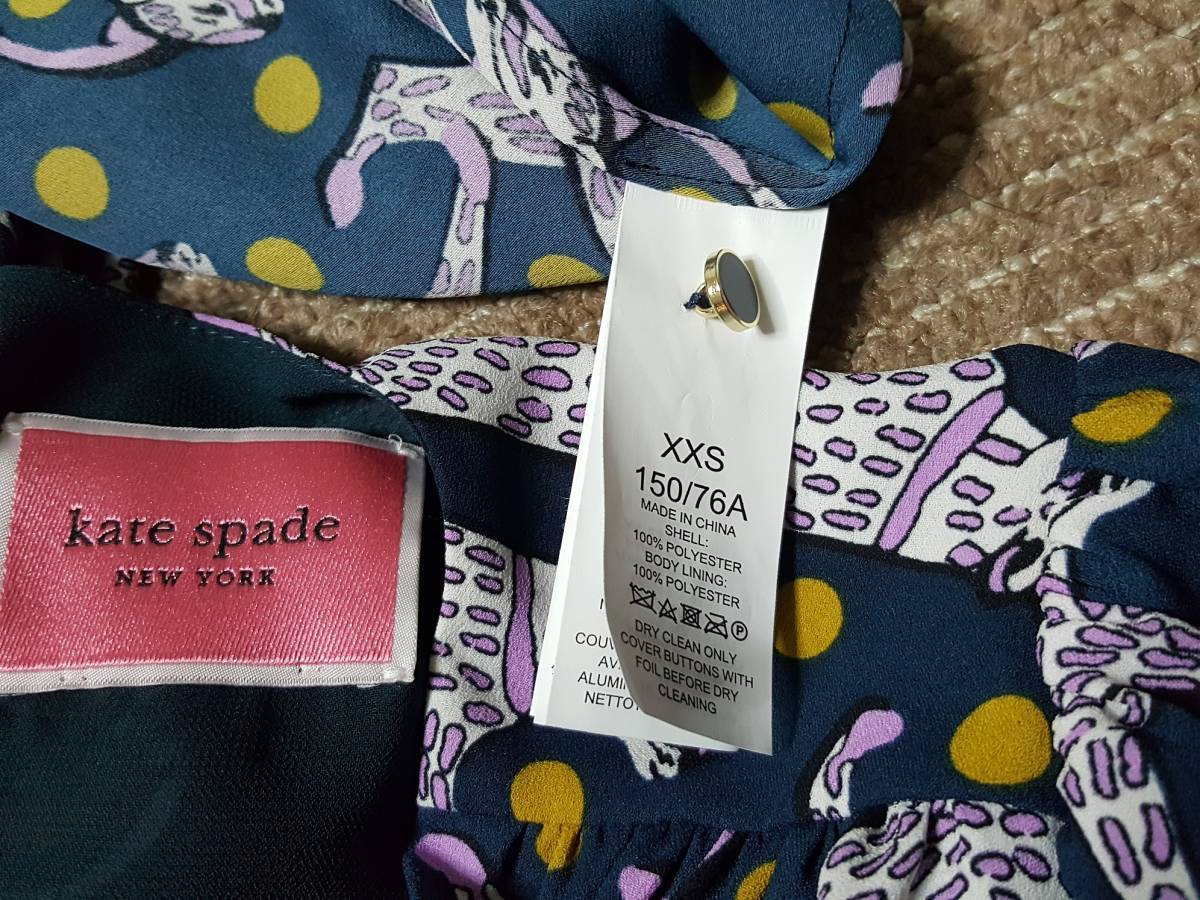 kate spade
NEW YORK
XXS
150/76A
MADE IN CHINA
SHELL:
100% POLYESTER
BODY LINING:
100% POLYESTER
P
DRY CLEAN ONLY
COVER BUTTONS WITH
FOIL BEFORE DRY
CLEANING